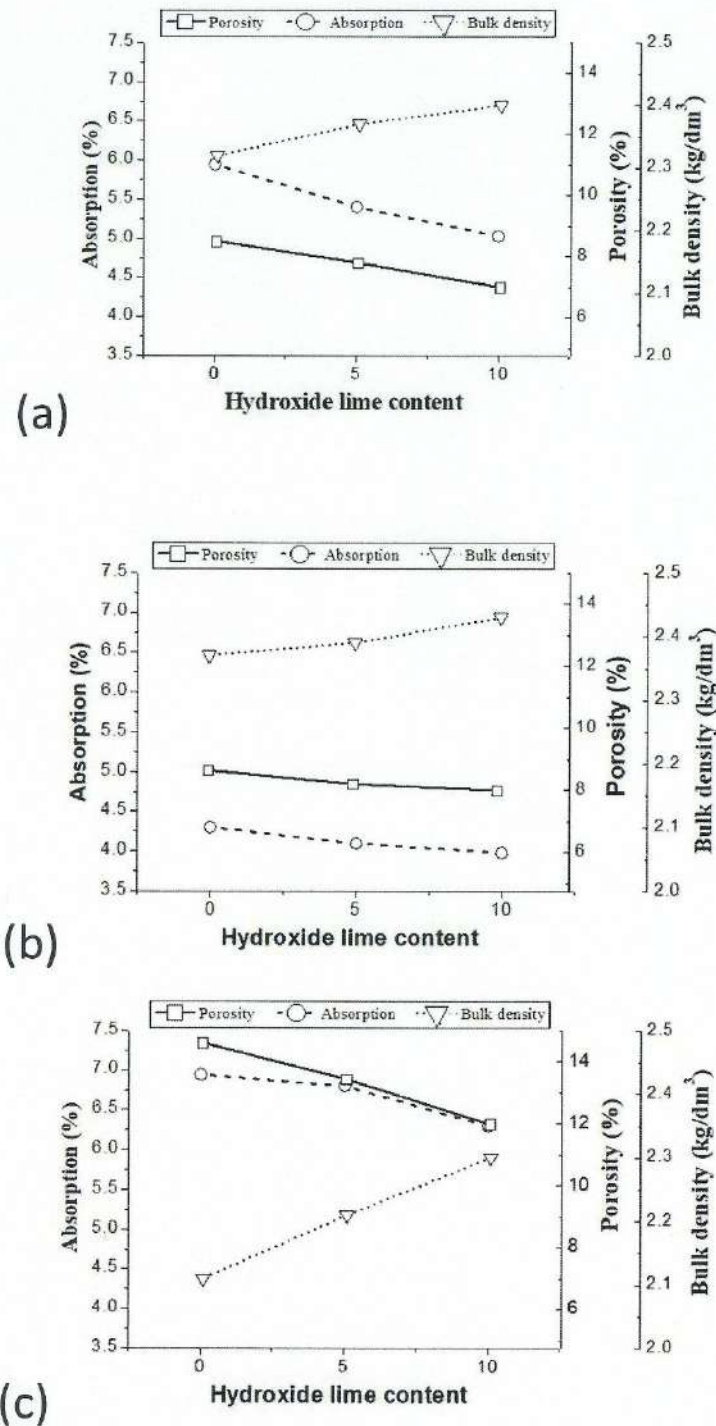 Porosity Absorption Bulk density
7.5
7.0
6.5
6.0
5.5
5.0
4.5
4.0
3.5
Absorption (%)
14
12
10
8
6
Porosity (%)
2.5
2.4
2.3
2.2
2.1
2.0
Bulk density (kg/dm³)
0 5 10
Hydroxide lime content
(a)
Porosity Absorption Bulk density
7.5
7.0
6.5
6.0
5.5
5.0
4.5
4.0
3.5
Absorption (%)
14
12
10
8
6
Porosity (%)
2.5
2.4
2.3
2.2
2.1
2.0
Bulk density (kg/dm³)
0 5 10
Hydroxide lime content
(b)
Porosity Absorption Bulk density
7.5
7.0
6.5
6.0
5.5
5.0
4.5
4.0
3.5
Absorption (%)
14
12
10
8
6
Porosity (%)
2.5
2.4
2.3
2.2
2.1
2.0
Bulk density (kg/dm³)
0 5 10
Hydroxide lime content
(c)